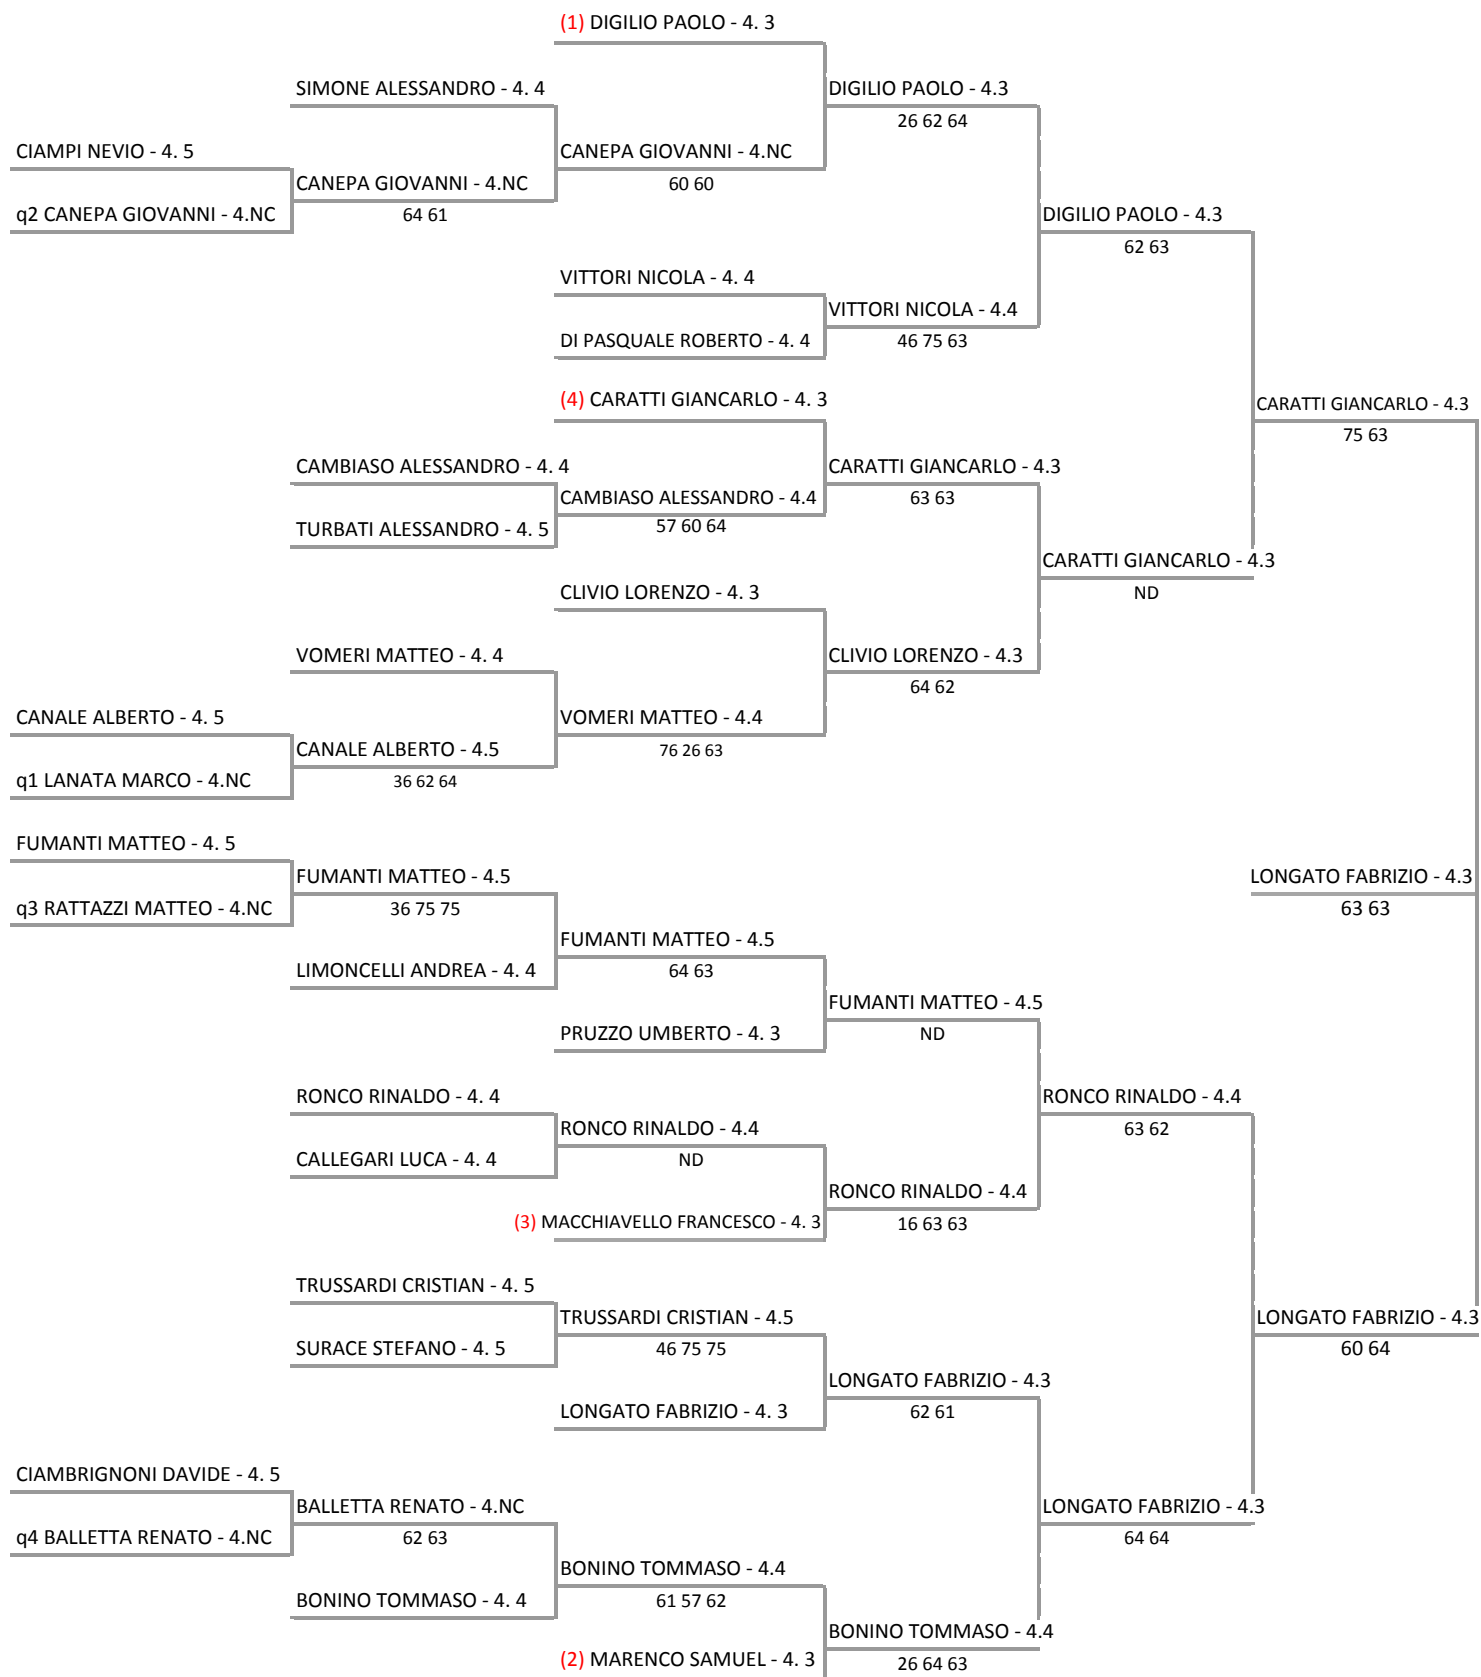 (1) DIGILIO PAOLO - 4. 3
SIMONE ALESSANDRO - 4. 4
DIGILIO PAOLO - 4.3
26 62 64
CIAMPI NEVIO - 4. 5
CANEPA GIOVANNI - 4.NC
CANEPA GIOVANNI - 4.NC
60 60
q2 CANEPA GIOVANNI - 4.NC
64 61
DIGILIO PAOLO - 4.3
62 63
VITTORI NICOLA - 4. 4
VITTORI NICOLA - 4.4
DI PASQUALE ROBERTO - 4. 4
46 75 63
(4) CARATTI GIANCARLO - 4. 3
CARATTI GIANCARLO - 4.3
75 63
CAMBIASO ALESSANDRO - 4. 4
CARATTI GIANCARLO - 4.3
CAMBIASO ALESSANDRO - 4.4
63 63
TURBATI ALESSANDRO - 4. 5
57 60 64
CARATTI GIANCARLO - 4.3
ND
CLIVIO LORENZO - 4. 3
VOMERI MATTEO - 4. 4
CLIVIO LORENZO - 4.3
64 62
CANALE ALBERTO - 4. 5
VOMERI MATTEO - 4.4
CANALE ALBERTO - 4.5
76 26 63
q1 LANATA MARCO - 4.NC
36 62 64
FUMANTI MATTEO - 4. 5
FUMANTI MATTEO - 4.5
LONGATO FABRIZIO - 4.3
q3 RATTAZZI MATTEO - 4.NC
36 75 75
63 63
FUMANTI MATTEO - 4.5
LIMONCELLI ANDREA - 4. 4
64 63
FUMANTI MATTEO - 4.5
PRUZZO UMBERTO - 4. 3
ND
RONCO RINALDO - 4. 4
RONCO RINALDO - 4.4
RONCO RINALDO - 4.4
63 62
CALLEGARI LUCA - 4. 4
ND
RONCO RINALDO - 4.4
(3) MACCHIAVELLO FRANCESCO - 4. 3
16 63 63
TRUSSARDI CRISTIAN - 4. 5
TRUSSARDI CRISTIAN - 4.5
LONGATO FABRIZIO - 4.3
SURACE STEFANO - 4. 5
46 75 75
60 64
LONGATO FABRIZIO - 4.3
LONGATO FABRIZIO - 4. 3
62 61
CIAMBRIGNONI DAVIDE - 4. 5
BALLETTA RENATO - 4.NC
LONGATO FABRIZIO - 4.3
q4 BALLETTA RENATO - 4.NC
62 63
64 64
BONINO TOMMASO - 4.4
BONINO TOMMASO - 4. 4
61 57 62
BONINO TOMMASO - 4.4
(2) MARENCO SAMUEL - 4. 3
26 64 63